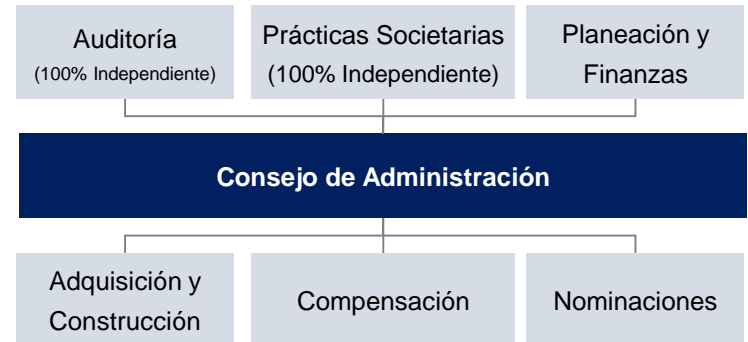 Auditoría
(100% Independiente)
Prácticas Societarias
(100% Independiente)
Planeación y
Finanzas
Consejo de Administración
Adquisición y
Construcción
Compensación
Nominaciones